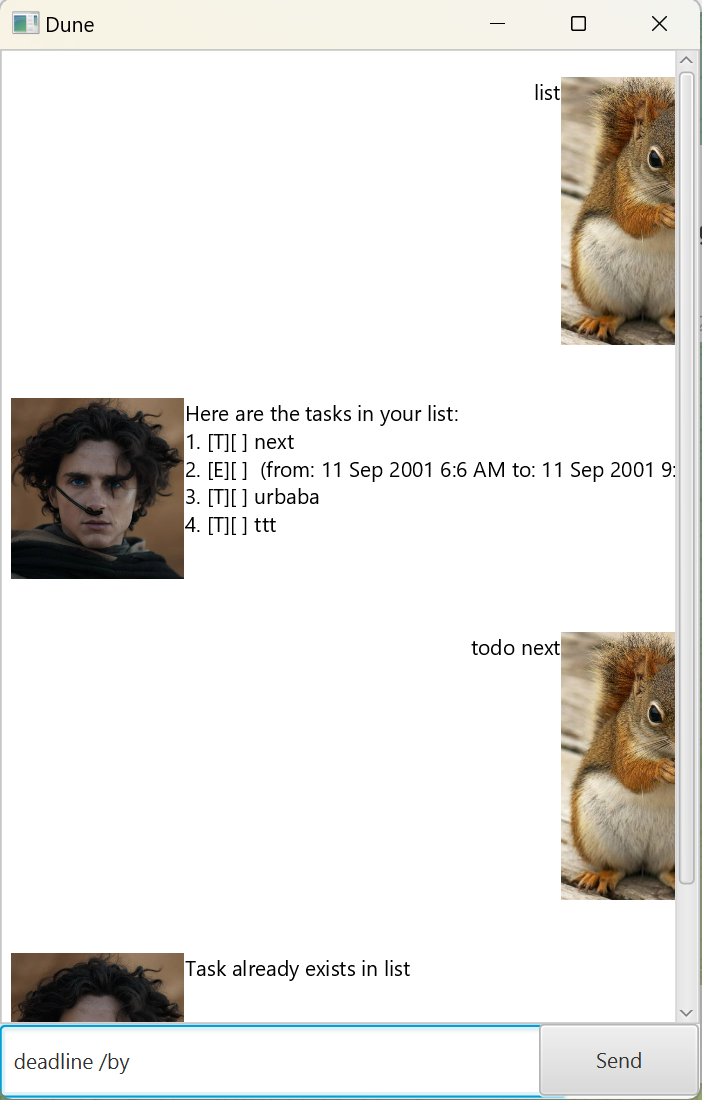 Dune
list
Here are the tasks in your list:
1. [T][ ] next
2. [E][ ]  (from: 11 Sep 2001 6:6 AM to: 11 Sep 2001 9:
3. [T][ ] urbaba
4. [T][ ] ttt
todo next
Task already exists in list
deadline /by
Send